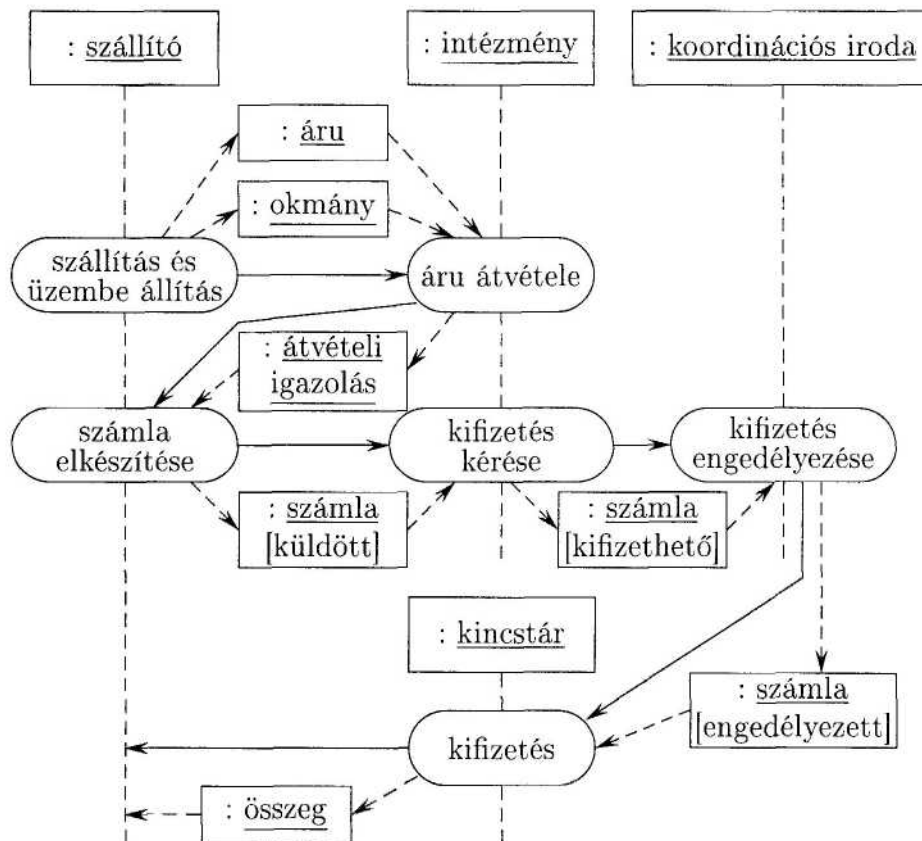 : szállító
: intézmény
: koordinációs iroda
: áru
: okmány
szállítás és
üzembe állítás
áru átvétele
: átvételi
igazolás
számla
elkészítése
kifizetés
kérése
kifizetés
engedélyezése
: számla
[küldött]
: számla
[kifizethető]
: kincstár
: számla
[engedélyezett]
kifizetés
: összeg